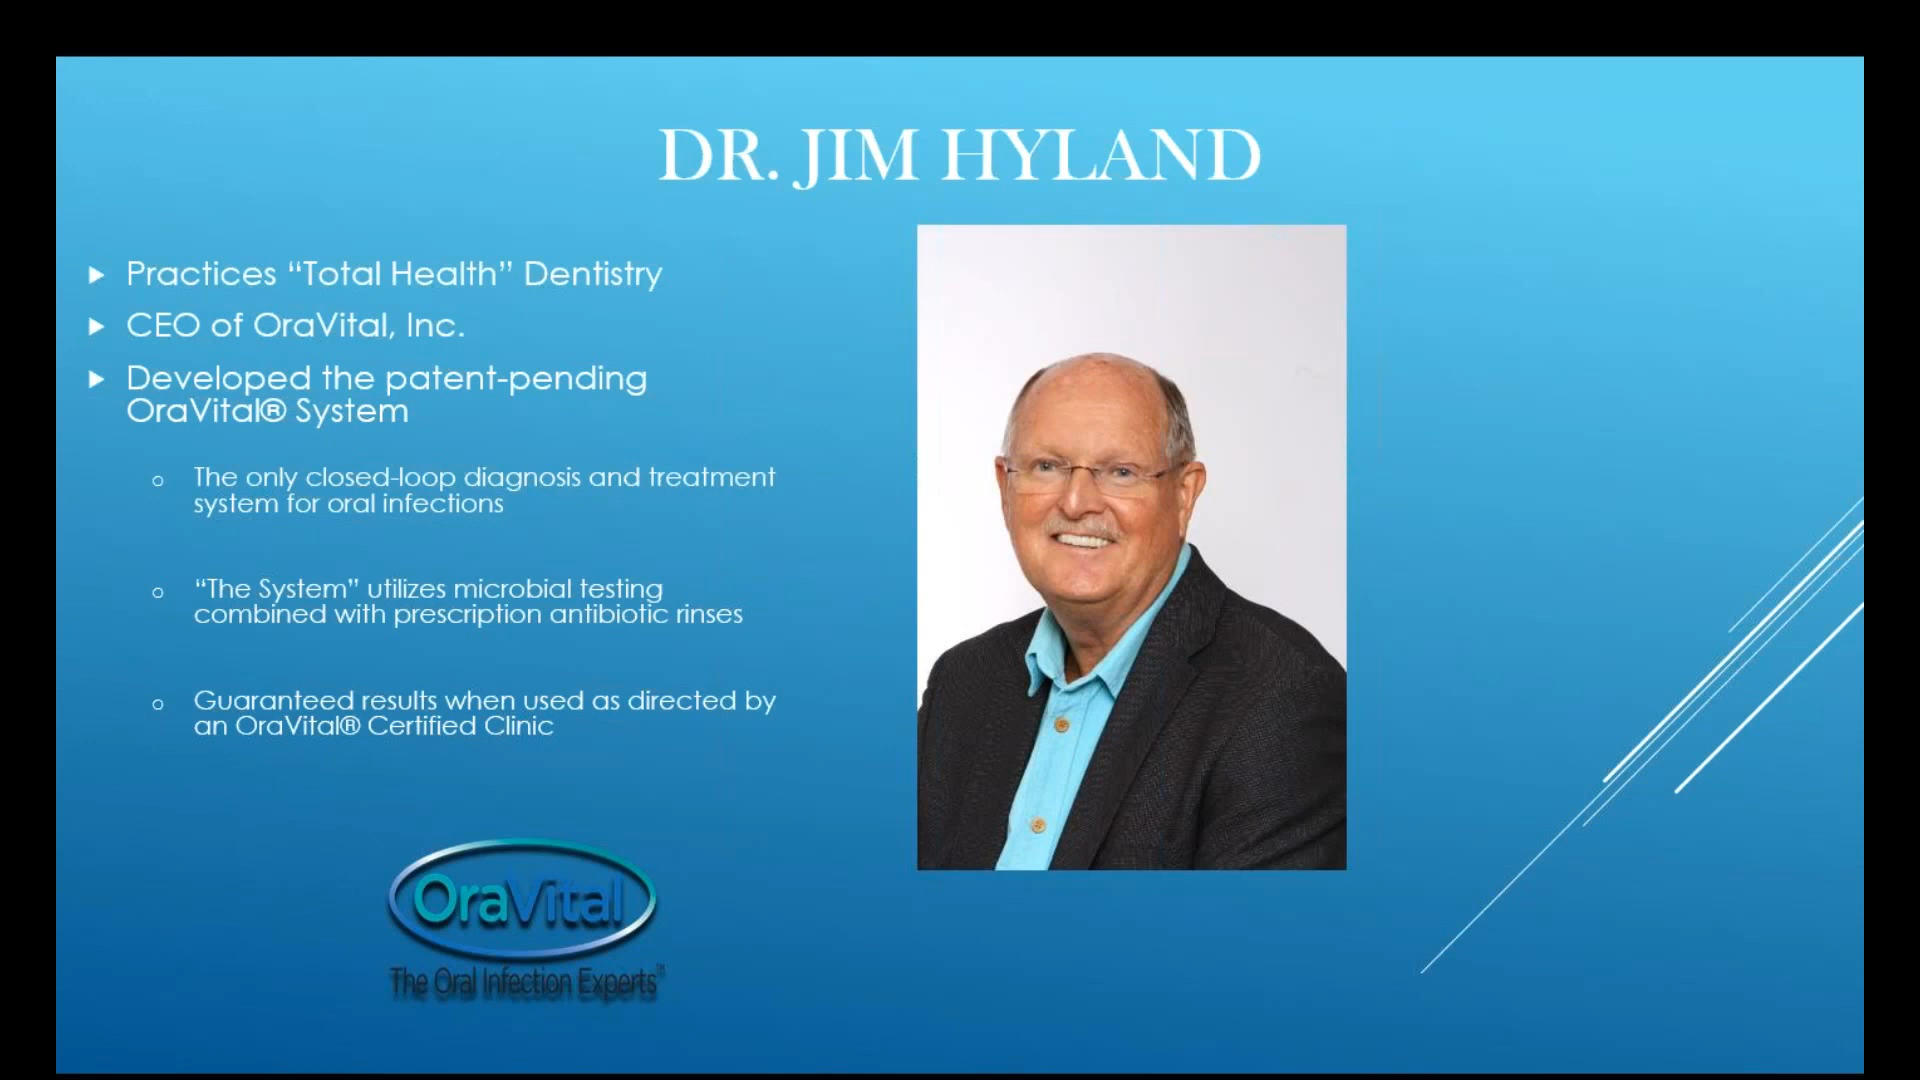 DR. JIM HYLAND
Practices “Total Health” Dentistry
CEO of OraVital, Inc.
Developed the patent-pending
OraVital® System
The only closed-loop diagnosis and treatment
system for oral infections
“The System” utilizes microbial testing
combined with prescription antibiotic rinses
Guaranteed results when used as directed by
an OraVital® Certified Clinic
OraVital
The Oral Infection Experts™